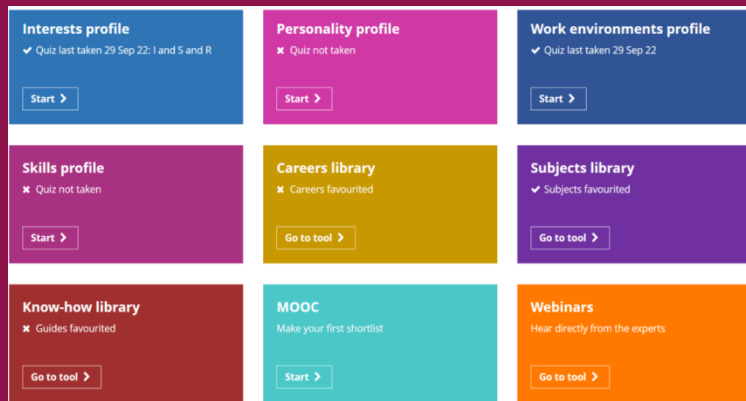 Interests profile
✔ Quiz last taken 29 Sep 22: I and S and R
Start ❯
Personality profile
✖ Quiz not taken
Start ❯
Work environments profile
✔ Quiz last taken 29 Sep 22
Start ❯
Skills profile
✖ Quiz not taken
Start ❯
Careers library
✖ Careers favourited
Go to tool ❯
Subjects library
✔ Subjects favourited
Go to tool ❯
Know-how library
✖ Guides favourited
Go to tool ❯
MOOC
Make your first shortlist
Start ❯
Webinars
Hear directly from the experts
Go to tool ❯